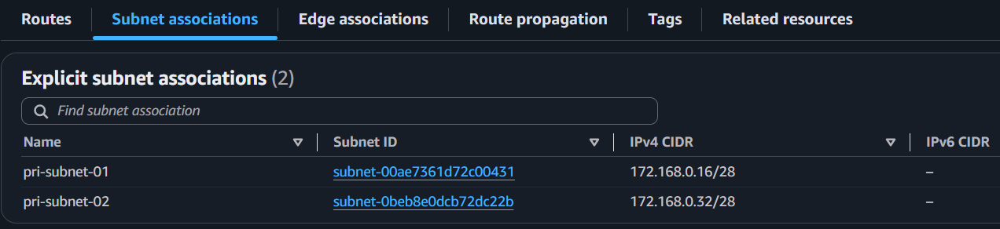 Routes Subnet associations Edge associations Route propagation Tags Related resources
Explicit subnet associations (2)
Find subnet association
Name Subnet ID IPv4 CIDR IPv6 CIDR
pri-subnet-01 subnet-00ae7361d72c00431 172.168.0.16/28 –
pri-subnet-02 subnet-0beb8e0dcb72dc22b 172.168.0.32/28 –